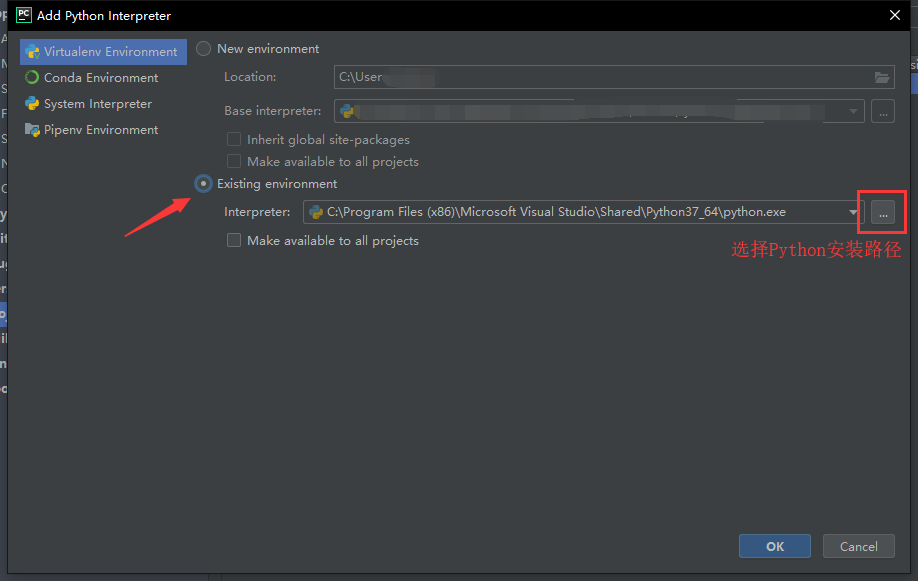 PC Add Python Interpreter
Virtualenv Environment
Conda Environment
System Interpreter
Pipenv Environment
New environment
Location: C:\User
Base interpreter: ...
Inherit global site-packages
Make available to all projects
Existing environment
Interpreter: C:\Program Files (x86)\Microsoft Visual Studio\Shared\Python37_64\python.exe ...
Make available to all projects
选择Python安装路径
OK Cancel